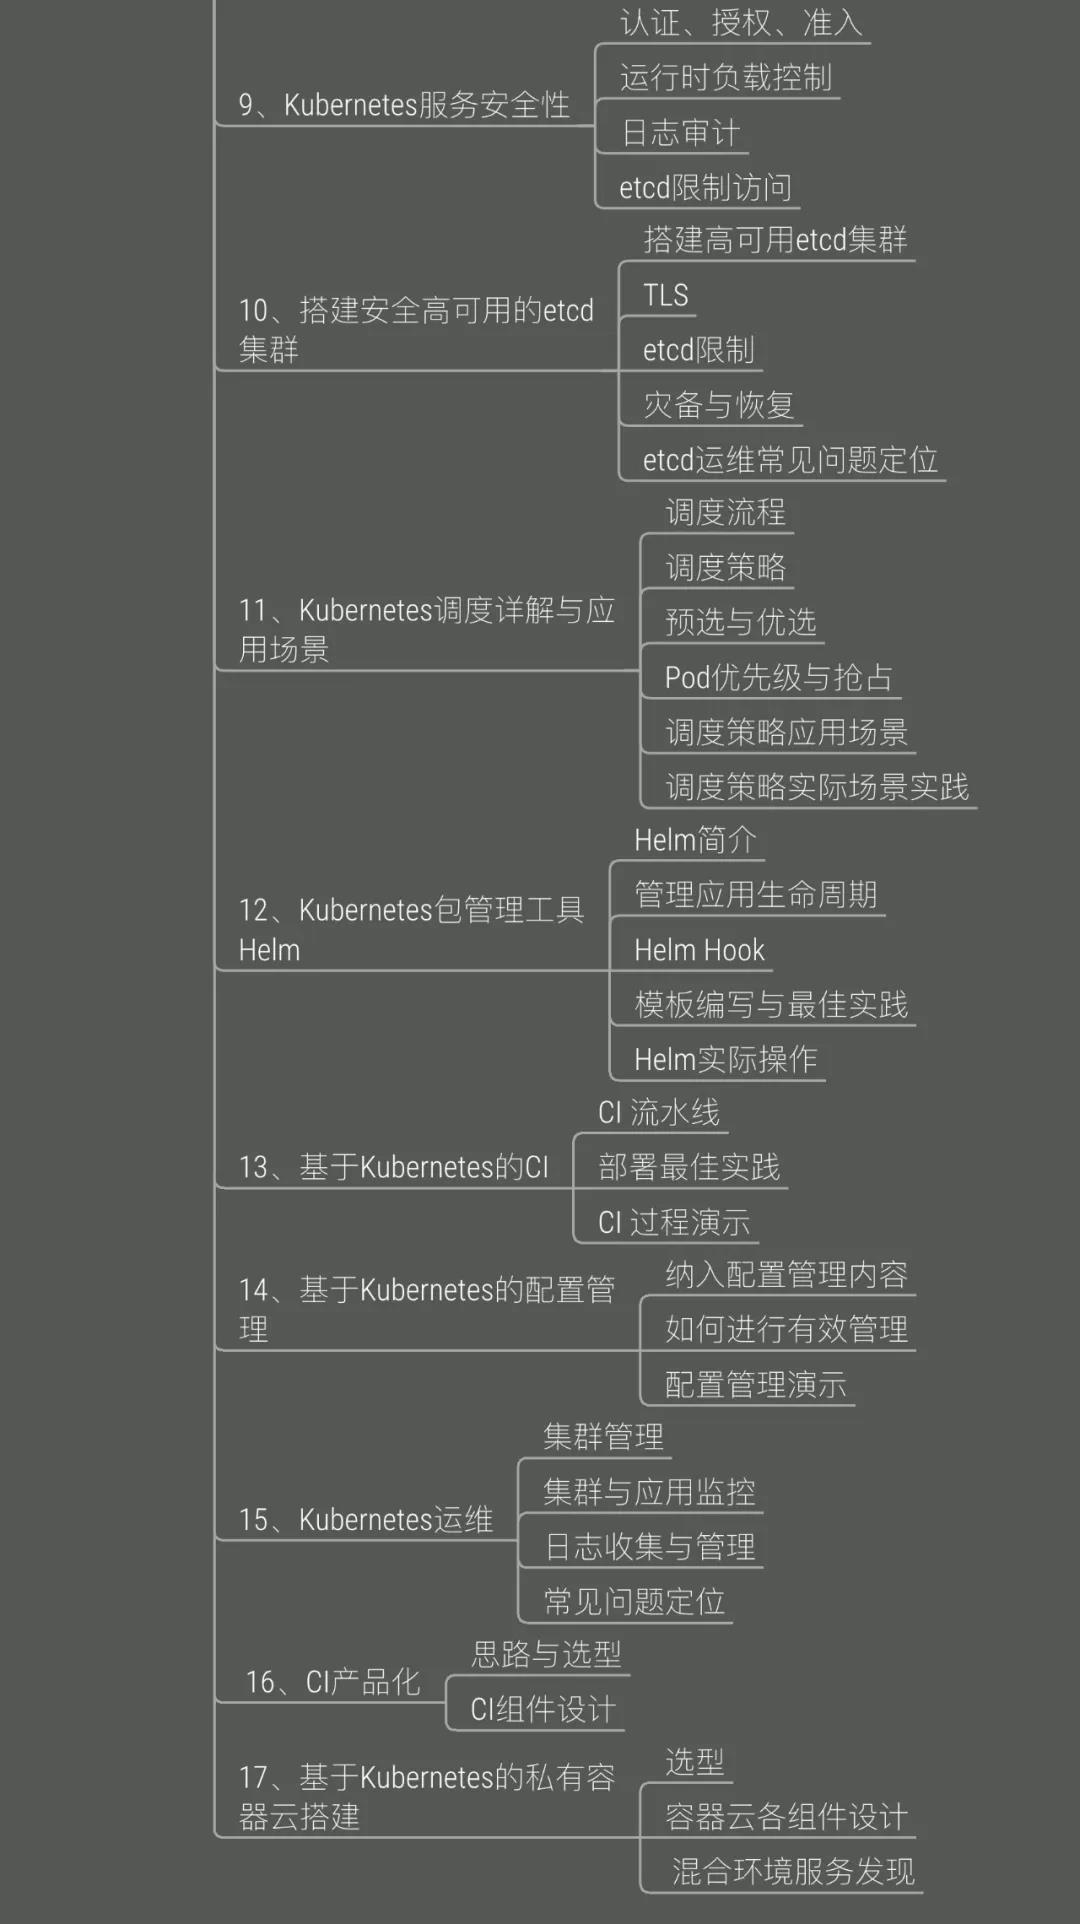 9、Kubernetes服务安全性
认证、授权、准入
运行时负载控制
日志审计
etcd限制访问
10、搭建安全高可用的etcd
集群
搭建高可用etcd集群
TLS
etcd限制
灾备与恢复
etcd运维常见问题定位
11、Kubernetes调度详解与应
用场景
调度流程
调度策略
预选与优选
Pod优先级与抢占
调度策略应用场景
调度策略实际场景实践
12、Kubernetes包管理工具
Helm
Helm简介
管理应用生命周期
Helm Hook
模板编写与最佳实践
Helm实际操作
13、基于Kubernetes的CI
CI 流水线
部署最佳实践
CI 过程演示
14、基于Kubernetes的配置管
理
纳入配置管理内容
如何进行有效管理
配置管理演示
15、Kubernetes运维
集群管理
集群与应用监控
日志收集与管理
常见问题定位
16、CI产品化
思路与选型
CI组件设计
17、基于Kubernetes的私有容
器云搭建
选型
容器云各组件设计
混合环境服务发现